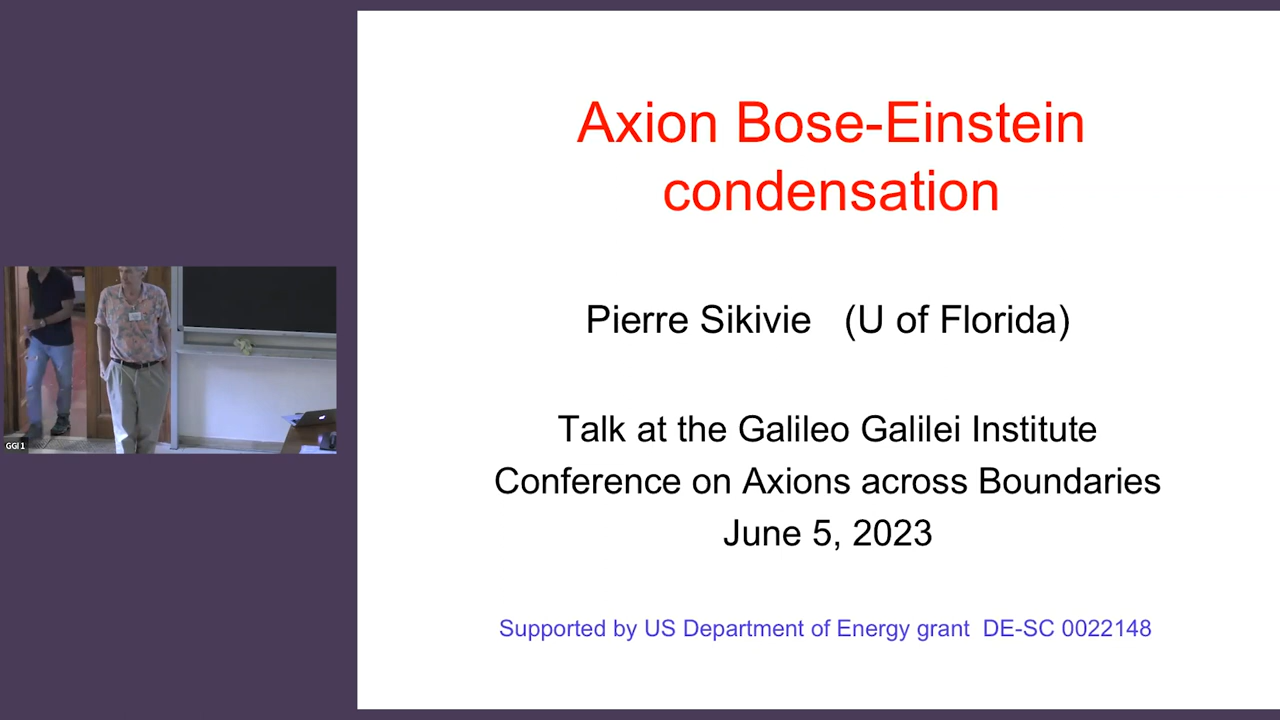 Axion Bose-Einstein
condensation
Pierre Sikivie (U of Florida)
Talk at the Galileo Galilei Institute
Conference on Axions across Boundaries
June 5, 2023
Supported by US Department of Energy grant DE-SC 0022148
GGI 1